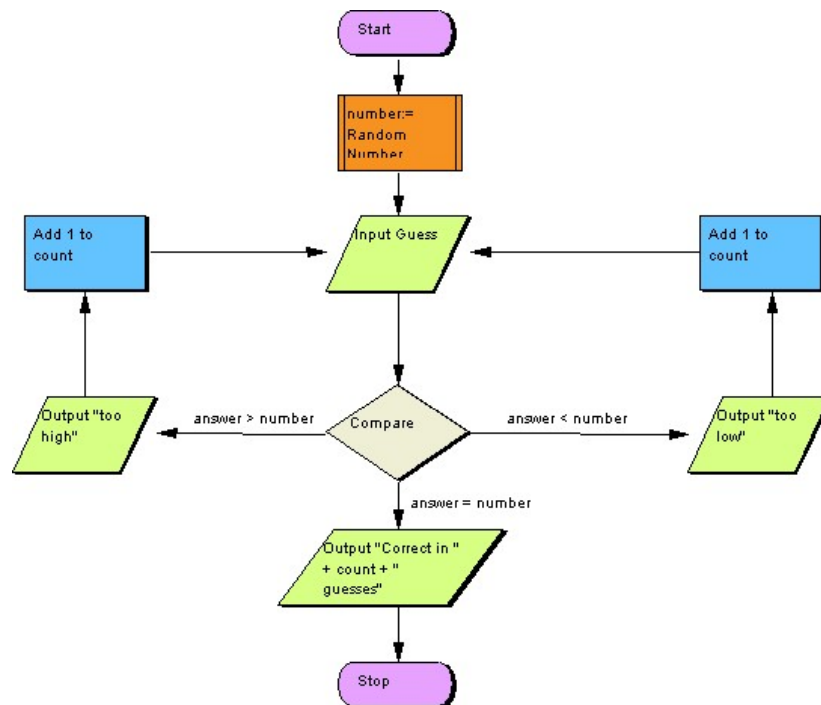 Start
number:=
Random
Number
Add 1 to
count
Input Guess
Add 1 to
count
Output "too
high"
answer > number
Compare
answer < number
Output "too
low"
answer = number
Output "Correct in "
+ count + "
guesses"
Stop